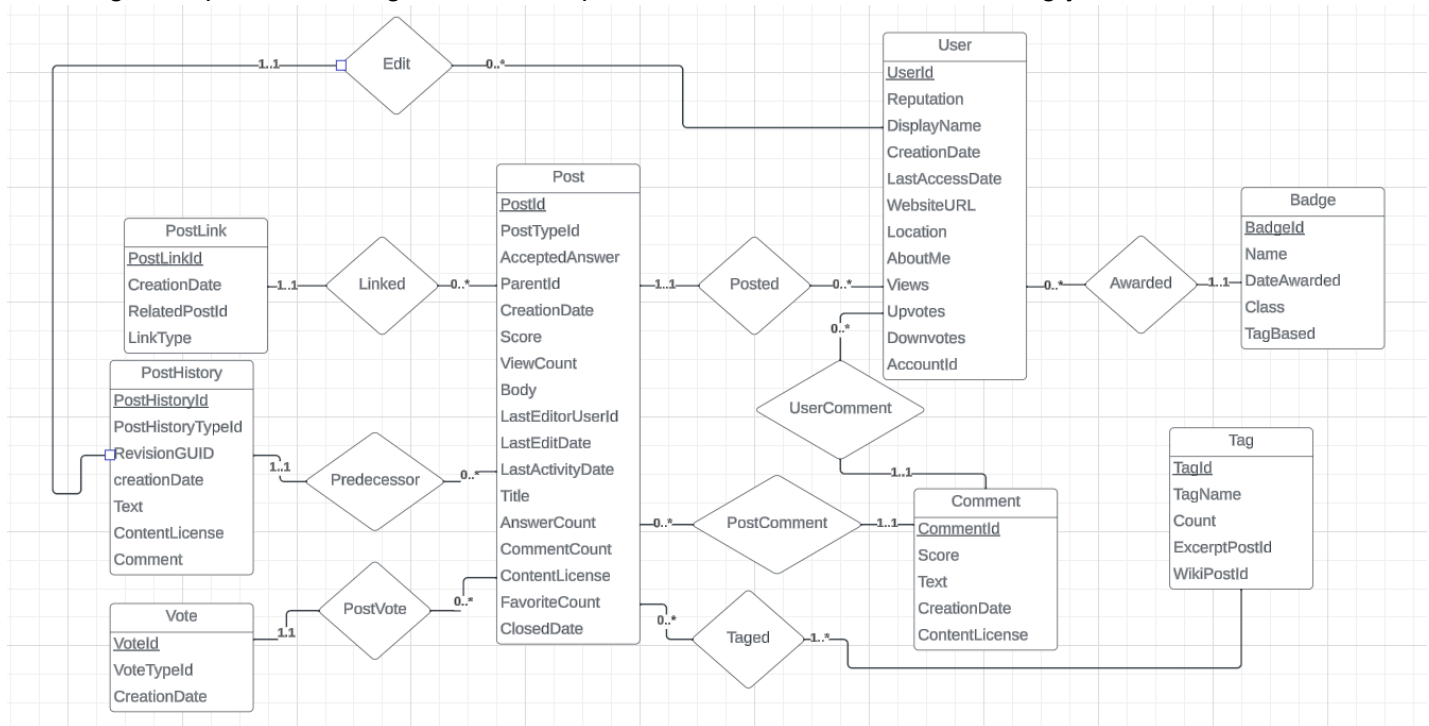 Edit
1..1
0..*
User
UserId
Reputation
DisplayName
CreationDate
LastAccessDate
WebsiteURL
Location
AboutMe
Views
Upvotes
Downvotes
AccountId
Post
PostId
PostTypeId
AcceptedAnswer
ParentId
CreationDate
Score
ViewCount
Body
LastEditorUserId
LastEditDate
LastActivityDate
Title
AnswerCount
CommentCount
ContentLicense
FavoriteCount
ClosedDate
Badge
BadgeId
Name
DateAwarded
Class
TagBased
PostLink
PostLinkId
CreationDate
RelatedPostId
LinkType
1..1
Linked
0..*
1..1
Posted
0..*
0..*
Awarded
1..1
0..*
UserComment
1..1
PostHistory
PostHistoryId
PostHistoryTypeId
RevisionGUID
creationDate
Text
ContentLicense
Comment
1..1
Predecessor
0..*
Tag
TagId
TagName
Count
ExcerptPostId
WikiPostId
0..*
PostComment
1..1
Comment
CommentId
Score
Text
CreationDate
ContentLicense
Vote
VoteId
VoteTypeId
CreationDate
1.1
PostVote
0..*
0..*
Taged
1..*